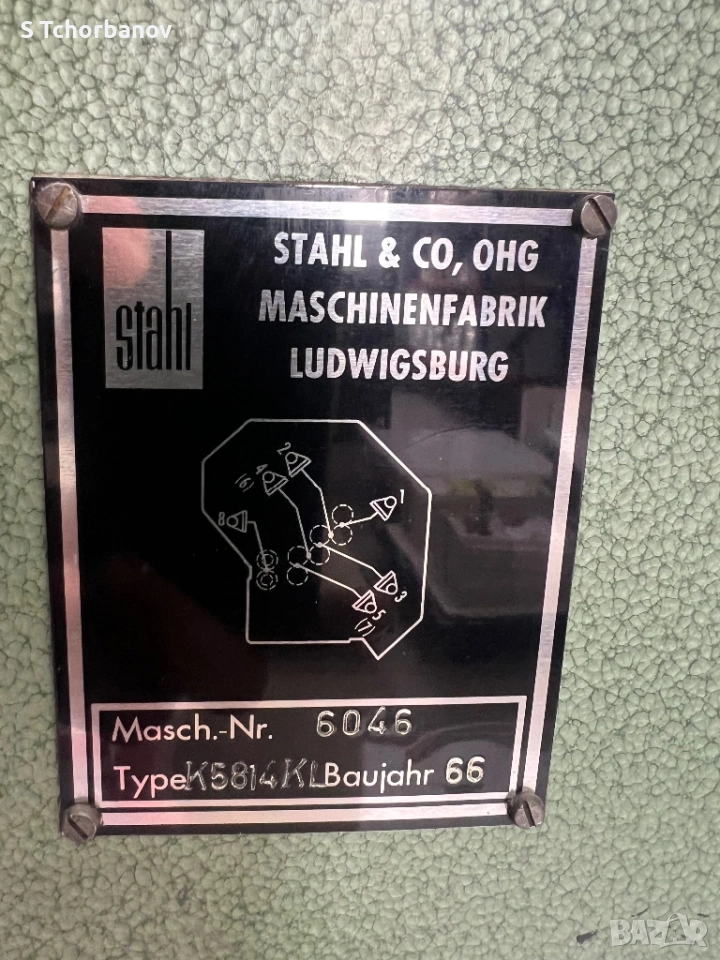 S Tchorbanov
stahl
STAHL & CO, OHG
MASCHINENFABRIK
LUDWIGSBURG
2
4
(6)
1
8
3
5
(7)
Masch.-Nr. 6046
Type K5814KL Baujahr 66
BAZAR